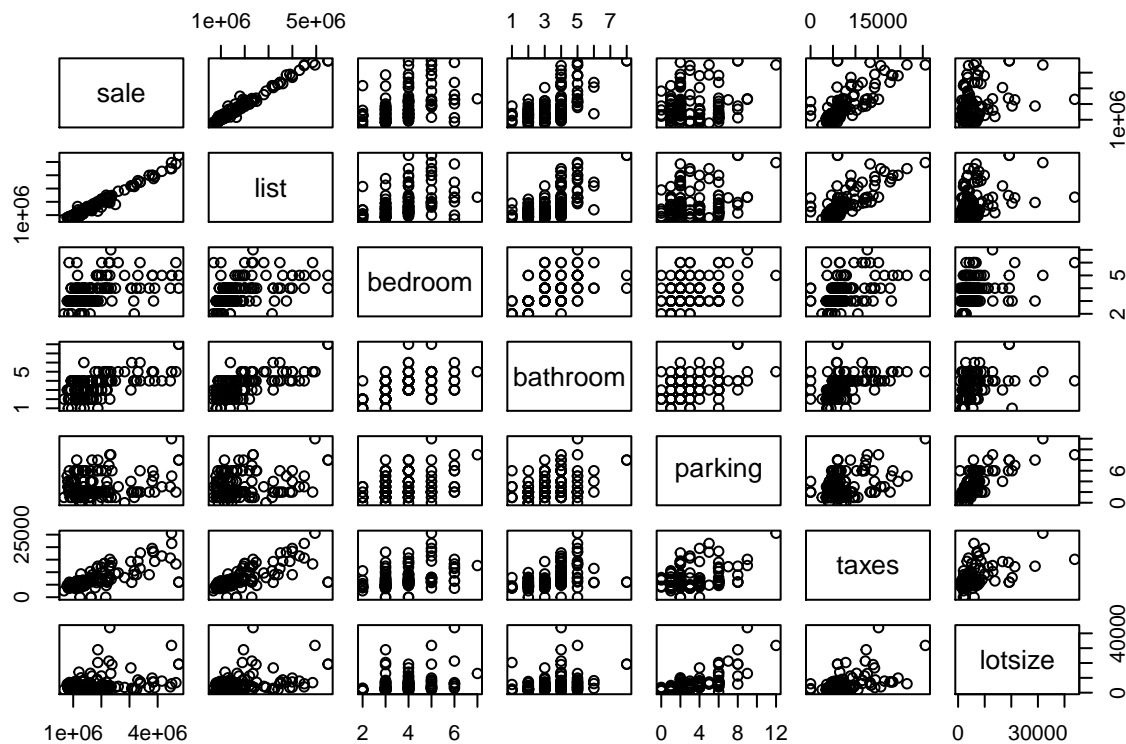 1e+06 5e+06 1 3 5 7 0 15000
sale 1e+06
1e+06 list
bedroom 2 5
1 5 bathroom
parking 0 6
0 25000 taxes
lotsize 0 40000
1e+06 4e+06 2 4 6 0 4 8 12 0 30000